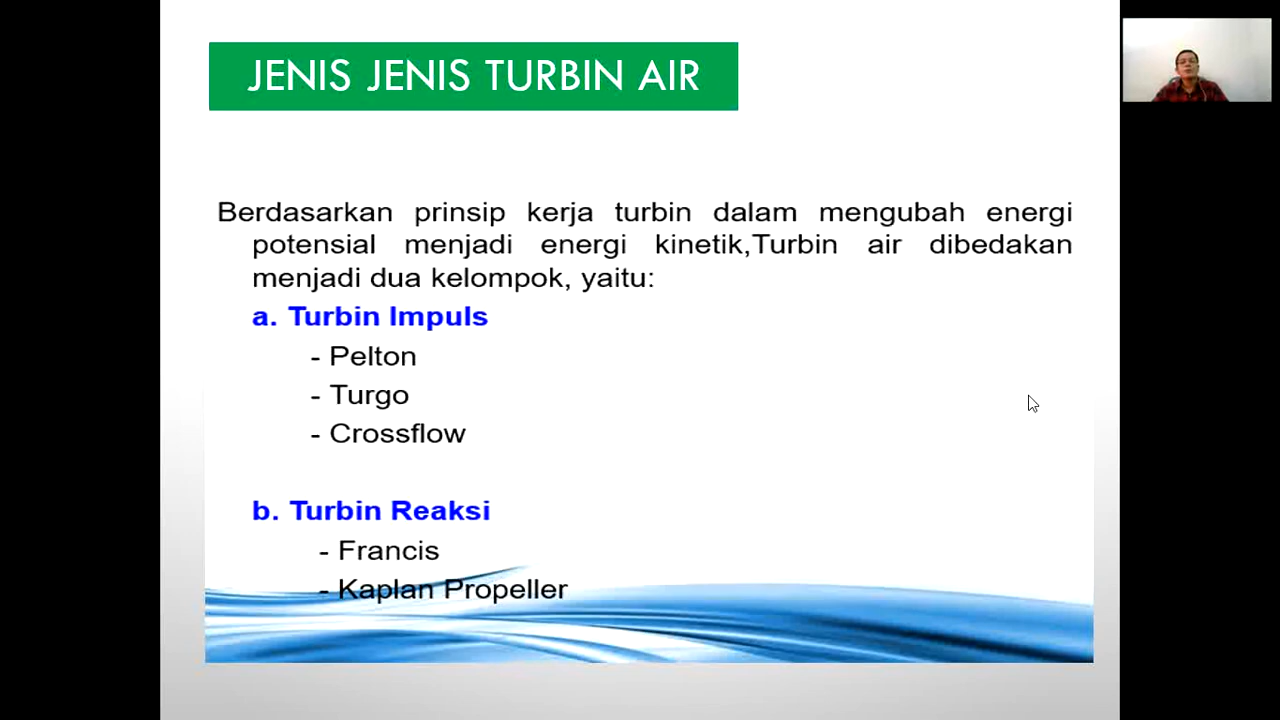 JENIS JENIS TURBIN AIR
Berdasarkan prinsip kerja turbin dalam mengubah energi
potensial menjadi energi kinetik,Turbin air dibedakan
menjadi dua kelompok, yaitu:
a. Turbin Impuls
- Pelton
- Turgo
- Crossflow
b. Turbin Reaksi
- Francis
- Kaplan Propeller